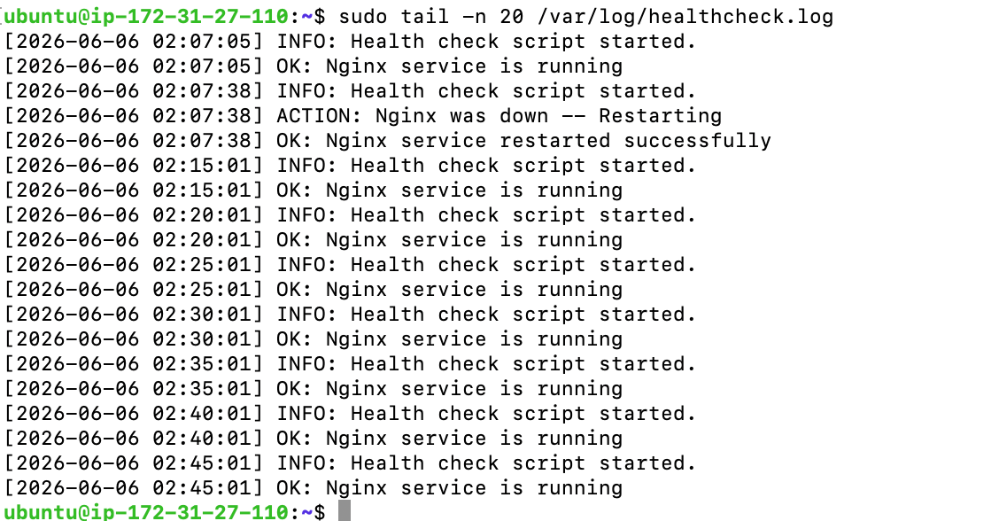 ubuntu@ip-172-31-27-110:~$ sudo tail -n 20 /var/log/healthcheck.log
[2026-06-06 02:07:05] INFO: Health check script started.
[2026-06-06 02:07:05] OK: Nginx service is running
[2026-06-06 02:07:38] INFO: Health check script started.
[2026-06-06 02:07:38] ACTION: Nginx was down -- Restarting
[2026-06-06 02:07:38] OK: Nginx service restarted successfully
[2026-06-06 02:15:01] INFO: Health check script started.
[2026-06-06 02:15:01] OK: Nginx service is running
[2026-06-06 02:20:01] INFO: Health check script started.
[2026-06-06 02:20:01] OK: Nginx service is running
[2026-06-06 02:25:01] INFO: Health check script started.
[2026-06-06 02:25:01] OK: Nginx service is running
[2026-06-06 02:30:01] INFO: Health check script started.
[2026-06-06 02:30:01] OK: Nginx service is running
[2026-06-06 02:35:01] INFO: Health check script started.
[2026-06-06 02:35:01] OK: Nginx service is running
[2026-06-06 02:40:01] INFO: Health check script started.
[2026-06-06 02:40:01] OK: Nginx service is running
[2026-06-06 02:45:01] INFO: Health check script started.
[2026-06-06 02:45:01] OK: Nginx service is running
ubuntu@ip-172-31-27-110:~$